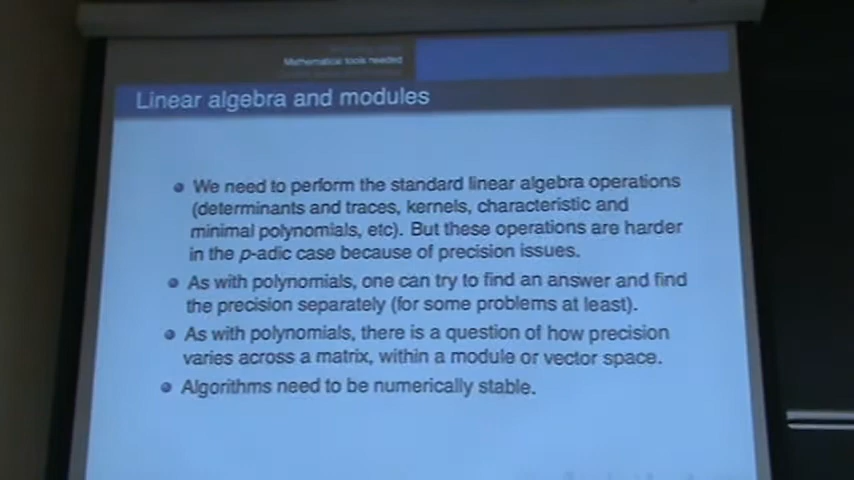 Mathematical tools needed
Linear algebra and modules
We need to perform the standard linear algebra operations
(determinants and traces, kernels, characteristic and
minimal polynomials, etc). But these operations are harder
in the p-adic case because of precision issues.
As with polynomials, one can try to find an answer and find
the precision separately (for some problems at least).
As with polynomials, there is a question of how precision
varies across a matrix, within a module or vector space.
Algorithms need to be numerically stable.